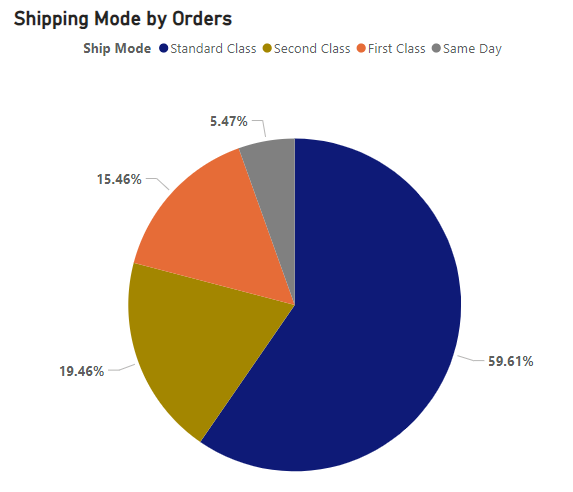 Shipping Mode by Orders
Ship Mode Standard Class Second Class First Class Same Day
5.47%
15.46%
19.46%
59.61%